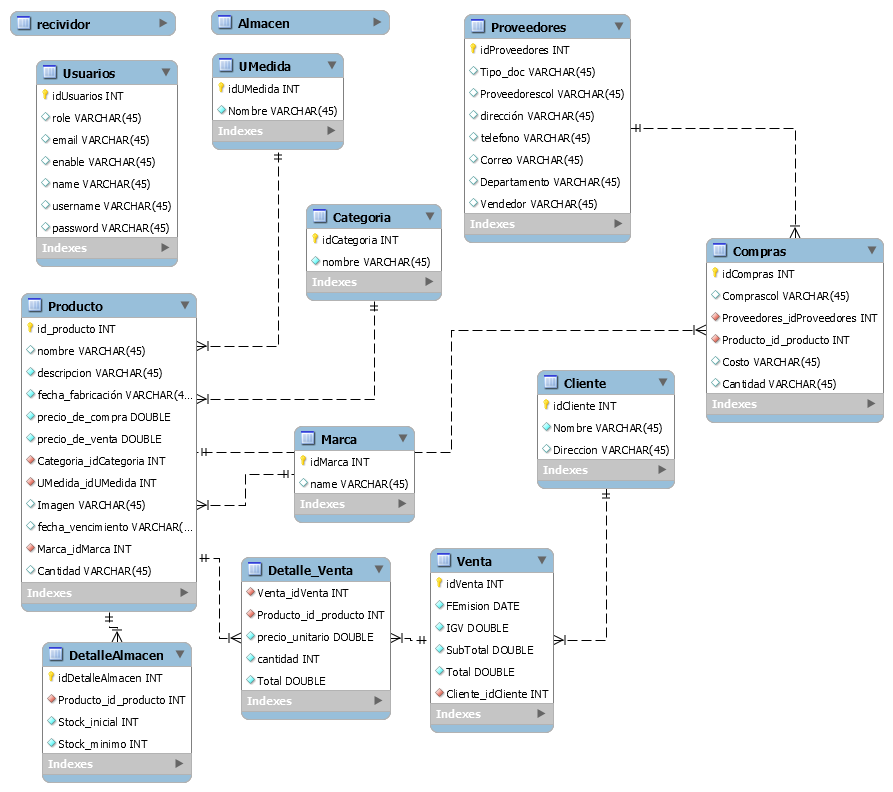 recividor
Almacen
Proveedores
idProveedores INT
Tipo_doc VARCHAR(45)
Proveedorescol VARCHAR(45)
dirección VARCHAR(45)
telefono VARCHAR(45)
Correo VARCHAR(45)
Departamento VARCHAR(45)
Vendedor VARCHAR(45)
Indexes
Usuarios
idUsuarios INT
role VARCHAR(45)
email VARCHAR(45)
enable VARCHAR(45)
name VARCHAR(45)
username VARCHAR(45)
password VARCHAR(45)
Indexes
UMedida
idUMedida INT
Nombre VARCHAR(45)
Indexes
Categoria
idCategoria INT
nombre VARCHAR(45)
Indexes
Compras
idCompras INT
Comprascol VARCHAR(45)
Proveedores_idProveedores INT
Producto_id_producto INT
Costo VARCHAR(45)
Cantidad VARCHAR(45)
Indexes
Producto
id_producto INT
nombre VARCHAR(45)
descripcion VARCHAR(45)
fecha_fabricación VARCHAR(4...
precio_de_compra DOUBLE
precio_de_venta DOUBLE
Categoria_idCategoria INT
UMedida_idUMedida INT
Imagen VARCHAR(45)
fecha_vencimiento VARCHAR(...
Marca_idMarca INT
Cantidad VARCHAR(45)
Indexes
Cliente
idCliente INT
Nombre VARCHAR(45)
Direccion VARCHAR(45)
Indexes
Marca
idMarca INT
name VARCHAR(45)
Indexes
Detalle_Venta
Venta_idVenta INT
Producto_id_producto INT
precio_unitario DOUBLE
cantidad INT
Total DOUBLE
Indexes
Venta
idVenta INT
FEmision DATE
IGV DOUBLE
SubTotal DOUBLE
Total DOUBLE
Cliente_idCliente INT
Indexes
DetalleAlmacen
idDetalleAlmacen INT
Producto_id_producto INT
Stock_inicial INT
Stock_minimo INT
Indexes